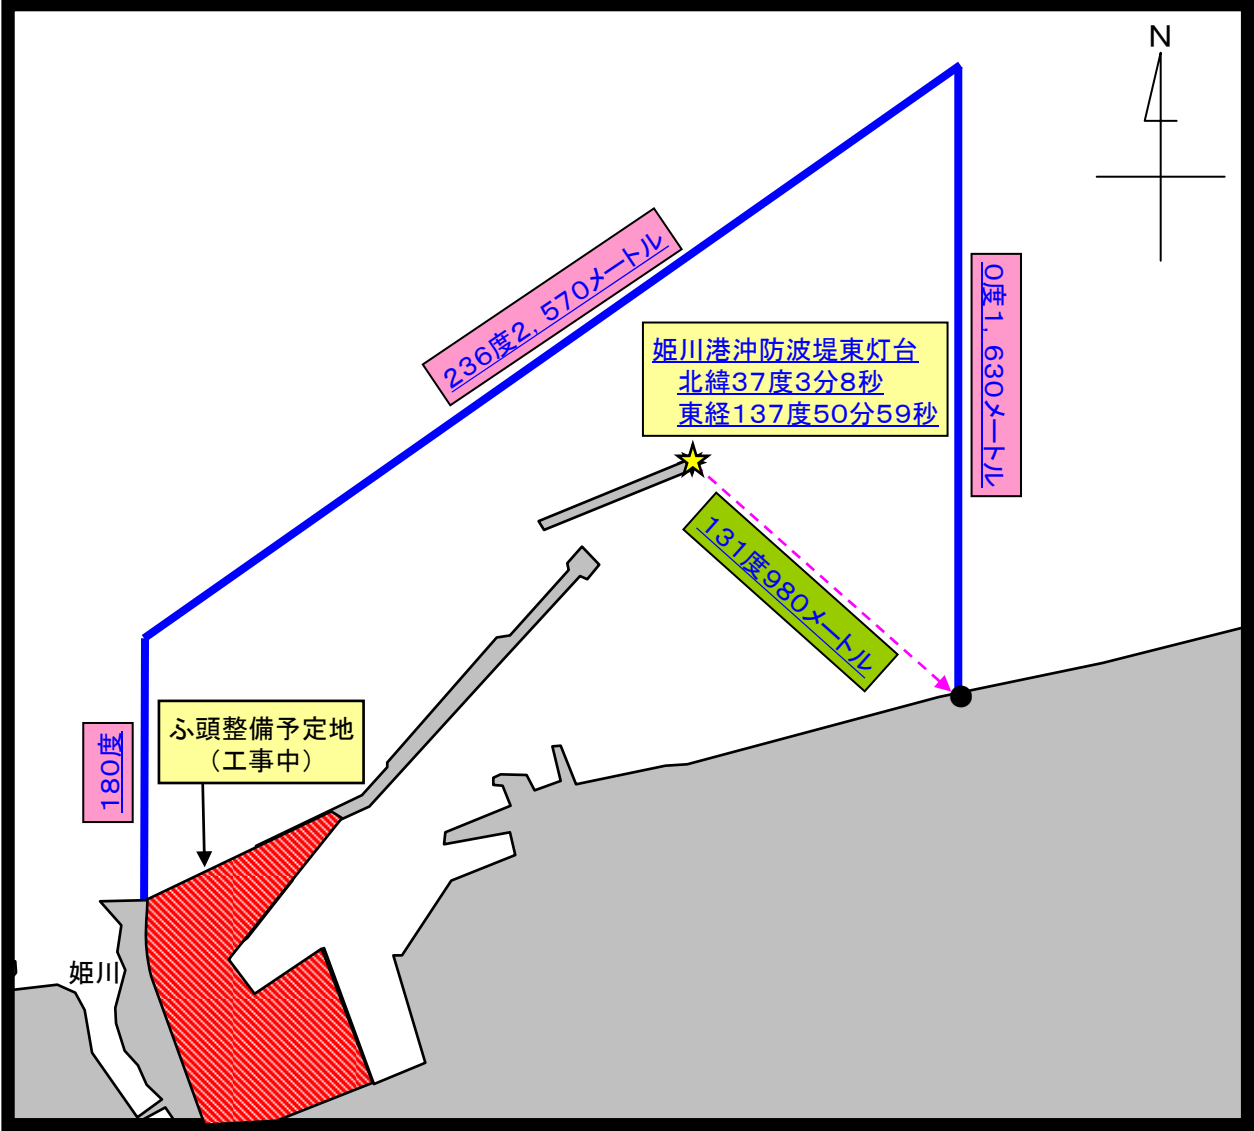 N
236度2，570メートル
0度1，630メートル
姫川港沖防波堤東灯台
北緯37度3分8秒
東経137度50分59秒
131度980メートル
180度
ふ頭整備予定地
（工事中）
姫川